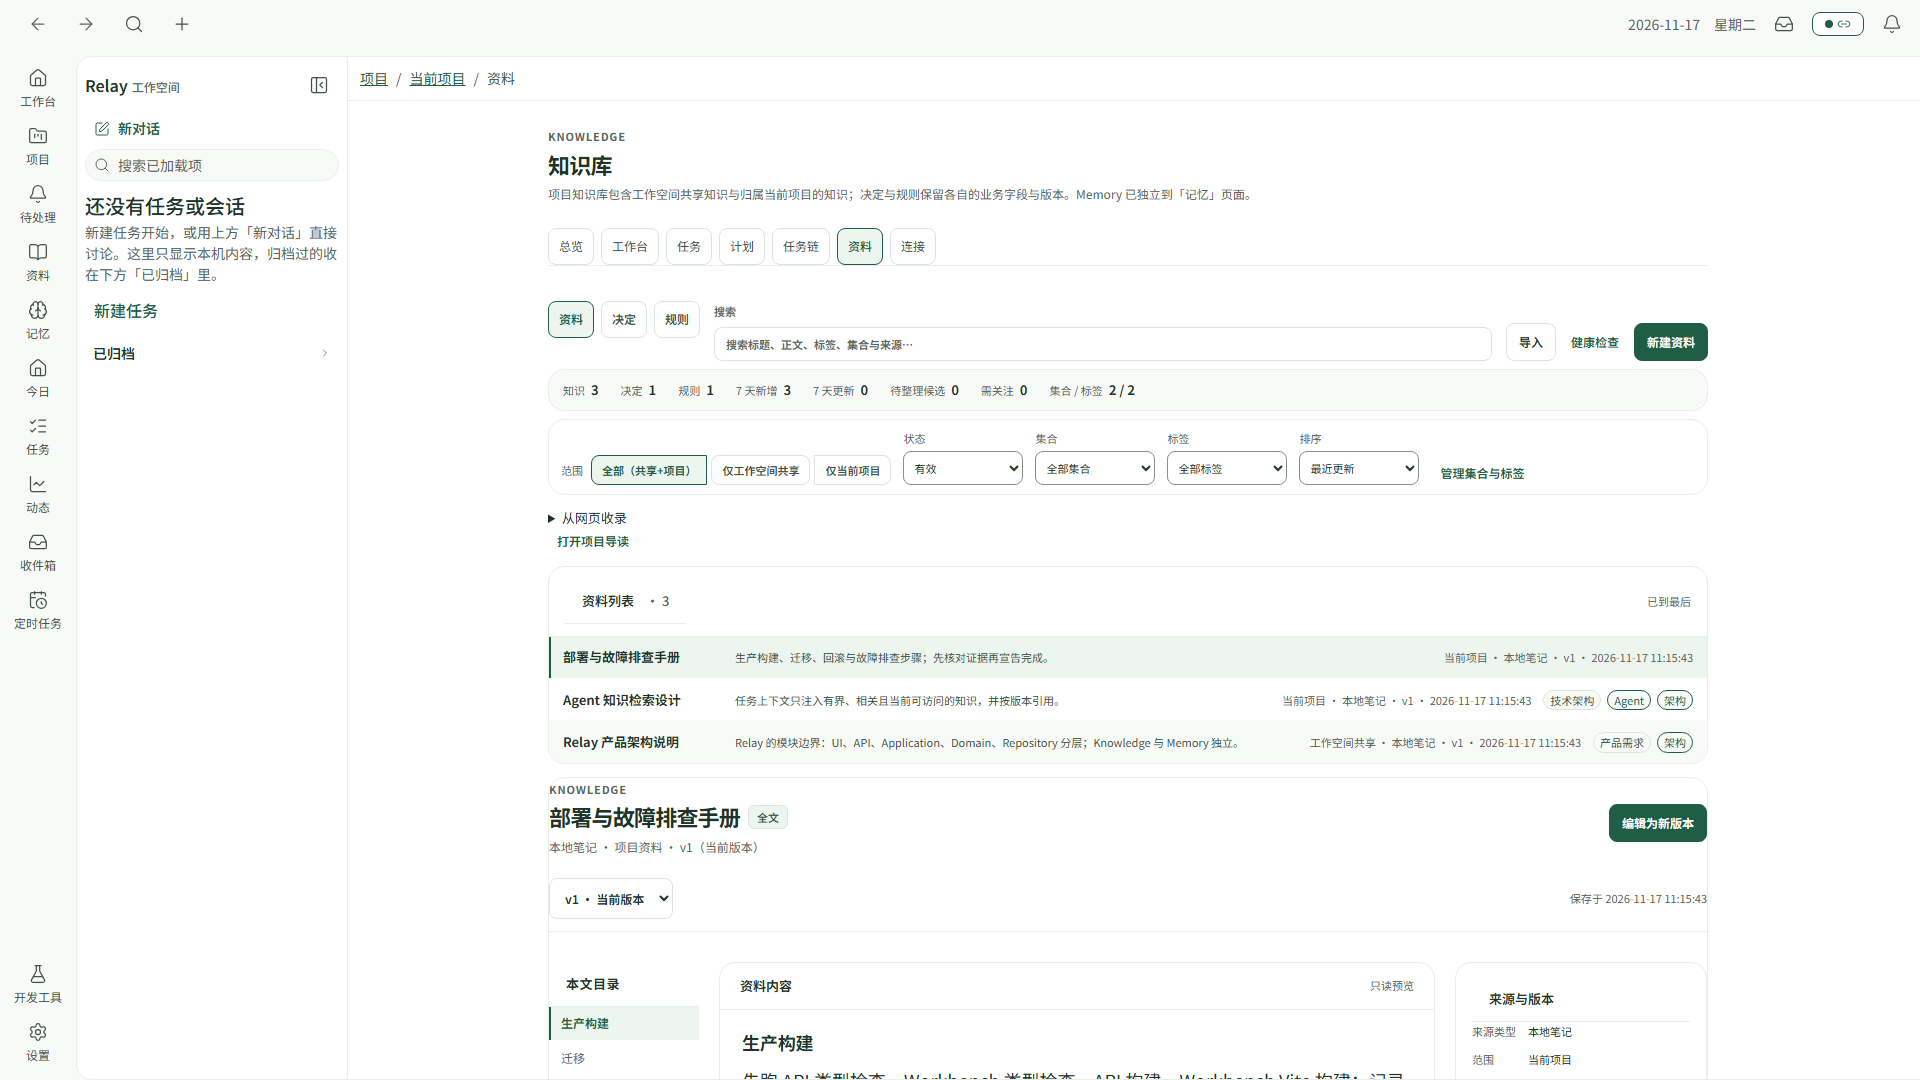 2026-11-17 星期二
工作台
项目
待处理
资料
记忆
今日
任务
动态
收件箱
定时任务
开发工具
设置
Relay 工作空间
新对话
搜索已加载项
还没有任务或会话
新建任务开始，或用上方「新对话」直接
讨论。这里只显示本机内容，归档过的收
在下方「已归档」里。
新建任务
已归档
项目 / 当前项目 / 资料
KNOWLEDGE
知识库
项目知识库包含工作空间共享知识与归属当前项目的知识；决定与规则保留各自的业务字段与版本。Memory 已独立到「记忆」页面。
总览 工作台 任务 计划 任务链 资料 连接
资料 决定 规则
搜索
搜索标题、正文、标签、集合与来源…
导入 健康检查 新建资料
知识 3 决定 1 规则 1 7 天新增 3 7 天更新 0 待整理候选 0 需关注 0 集合 / 标签 2 / 2
范围 全部（共享+项目） 仅工作空间共享 仅当前项目
状态 集合 标签 排序
有效 全部集合 全部标签 最近更新 管理集合与标签
从网页收录
打开项目导读
资料列表 · 3 已到最后
部署与故障排查手册 生产构建、迁移、回滚与故障排查步骤；先核对证据再宣告完成。 当前项目 · 本地笔记 · v1 · 2026-11-17 11:15:43
Agent 知识检索设计 任务上下文只注入有界、相关且当前可访问的知识，并按版本引用。 当前项目 · 本地笔记 · v1 · 2026-11-17 11:15:43 技术架构 Agent 架构
Relay 产品架构说明 Relay 的模块边界：UI、API、Application、Domain、Repository 分层；Knowledge 与 Memory 独立。 工作空间共享 · 本地笔记 · v1 · 2026-11-17 11:15:43 产品需求 架构
KNOWLEDGE
部署与故障排查手册 全文
编辑为新版本
本地笔记 · 项目资料 · v1（当前版本）
v1 · 当前版本 保存于 2026-11-17 11:15:43
本文目录
生产构建
迁移
资料内容 只读预览
生产构建
先跑 API 类型检查、Workbench 类型检查、API 构建、Workbench Vite 构建；记录
来源与版本
来源类型 本地笔记
范围 当前项目